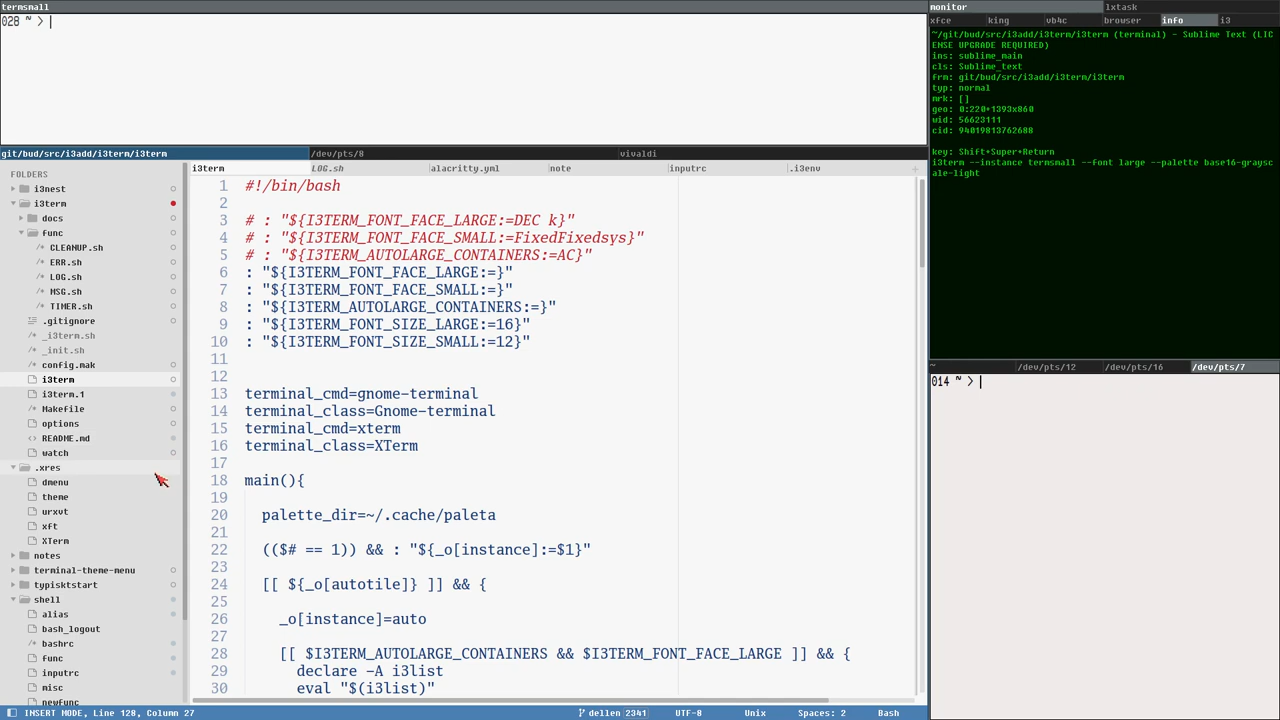 termsmall
028 ~ >
monitor lxtask
xfce king vb4c browser info i3
~/git/bud/src/i3add/i3term/i3term (terminal) - Sublime Text (LIC
ENSE UPGRADE REQUIRED)
ins: sublime_main
cls: Sublime_text
frm: git/bud/src/i3add/i3term/i3term
typ: normal
mrk: []
geo: 0:220+1393x860
wid: 56623111
cid: 94019813762688
key: Shift+Super+Return
i3term --instance termsmall --font large --palette base16-graysc
ale-light
~ /dev/pts/12 /dev/pts/16 /dev/pts/7
014 ~ >
git/bud/src/i3add/i3term/i3term /dev/pts/8 vivaldi
i3term LOG.sh alacritty.yml note inputrc .i3env
FOLDERS
i3nest
i3term
docs
func
/* CLEANUP.sh
/* ERR.sh
/* LOG.sh
/* MSG.sh
/* TIMER.sh
.gitignore
/* _i3term.sh
/* _init.sh
/* config.mak
i3term
i3term.1
Makefile
options
<> README.md
watch
.xres
dmenu
theme
urxvt
xft
XTerm
notes
terminal-theme-menu
typisktstart
shell
alias
bash_logout
/* bashrc
func
inputrc
misc
newfunc
1 #!/bin/bash
2
3 # : "${I3TERM_FONT_FACE_LARGE:=DEC k}"
4 # : "${I3TERM_FONT_FACE_SMALL:=FixedFixedsys}"
5 # : "${I3TERM_AUTOLARGE_CONTAINERS:=AC}"
6 : "${I3TERM_FONT_FACE_LARGE:=}"
7 : "${I3TERM_FONT_FACE_SMALL:=}"
8 : "${I3TERM_AUTOLARGE_CONTAINERS:=}"
9 : "${I3TERM_FONT_SIZE_LARGE:=16}"
10 : "${I3TERM_FONT_SIZE_SMALL:=12}"
11
12
13 terminal_cmd=gnome-terminal
14 terminal_class=Gnome-terminal
15 terminal_cmd=xterm
16 terminal_class=XTerm
17
18 main(){
19
20 palette_dir=~/.cache/paleta
21
22 (($# == 1)) && : "${_o[instance]:=$1}"
23
24 [[ ${_o[autotile]} ]] && {
25
26 _o[instance]=auto
27
28 [[ $I3TERM_AUTOLARGE_CONTAINERS && $I3TERM_FONT_FACE_LARGE ]] && {
29 declare -A i3list
30 eval "$(i3list)"
INSERT MODE, Line 128, Column 27 dellen 2341 UTF-8 Unix Spaces: 2 Bash